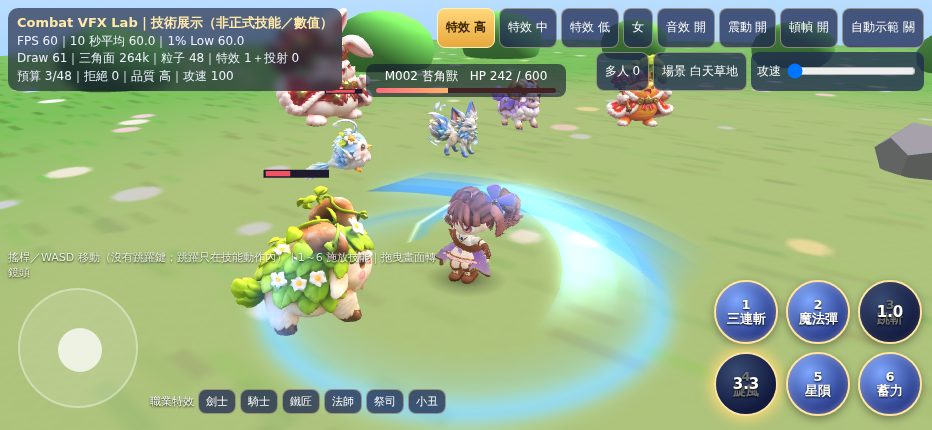 Combat VFX Lab | 技術展示（非正式技能／數值）
FPS 60 | 10 秒平均 60.0 | 1% Low 60.0
Draw 61 | 三角面 264k | 粒子 48 | 特效 1＋投射 0
預算 3/48 | 拒絕 0 | 品質 高 | 攻速 100
特效 高
特效 中
特效 低
女
音效 開
震動 開
頓幀 開
自動示範 關
M002 苔角獸 HP 242 / 600
多人 0
場景 白天草地
攻速
搖桿／WASD 移動（沒有跳躍鍵；跳躍只在技能動作內） | 1～6 施放技能 | 拖曳畫面轉
鏡頭
1
三連斬
2
魔法彈
3
1.0
跳斬
4
3.3
旋風
5
星隕
6
蓄力
職業特效
劍士
騎士
鐵匠
法師
祭司
小丑